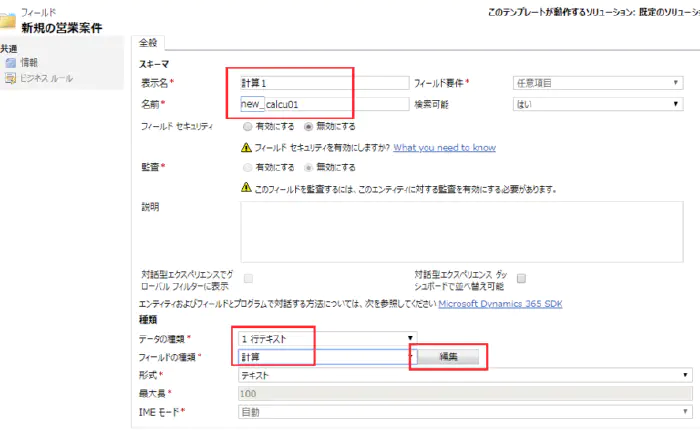 フィールド
新規の営業案件
このテンプレートが動作するソリューション: 既定のソリューショ
共通
情報
ビジネス ルール
全般
スキーマ
表示名* 計算1 フィールド要件* 任意項目
名前* new_ calcu01 検索可能 はい
フィールド セキュリティ 有効にする 無効にする
フィールド セキュリティを有効にしますか? What you need to know
監査* 有効にする 無効にする
このフィールドを監査するには、このエンティティに対する監査を有効にする必要があります。
説明
対話型エクスペリエンスでグ
ローバル フィルターに表示
対話型エクスペリエンス ダッ
シュボードで並べ替え可能
エンティティおよびフィールドとプログラムで対話する方法については、次を参照してください Microsoft Dynamics 365 SDK
種類
データの種類* 1 行テキスト
フィールドの種類* 計算 編集
形式* テキスト
最大長* 100
IME モード* 自動